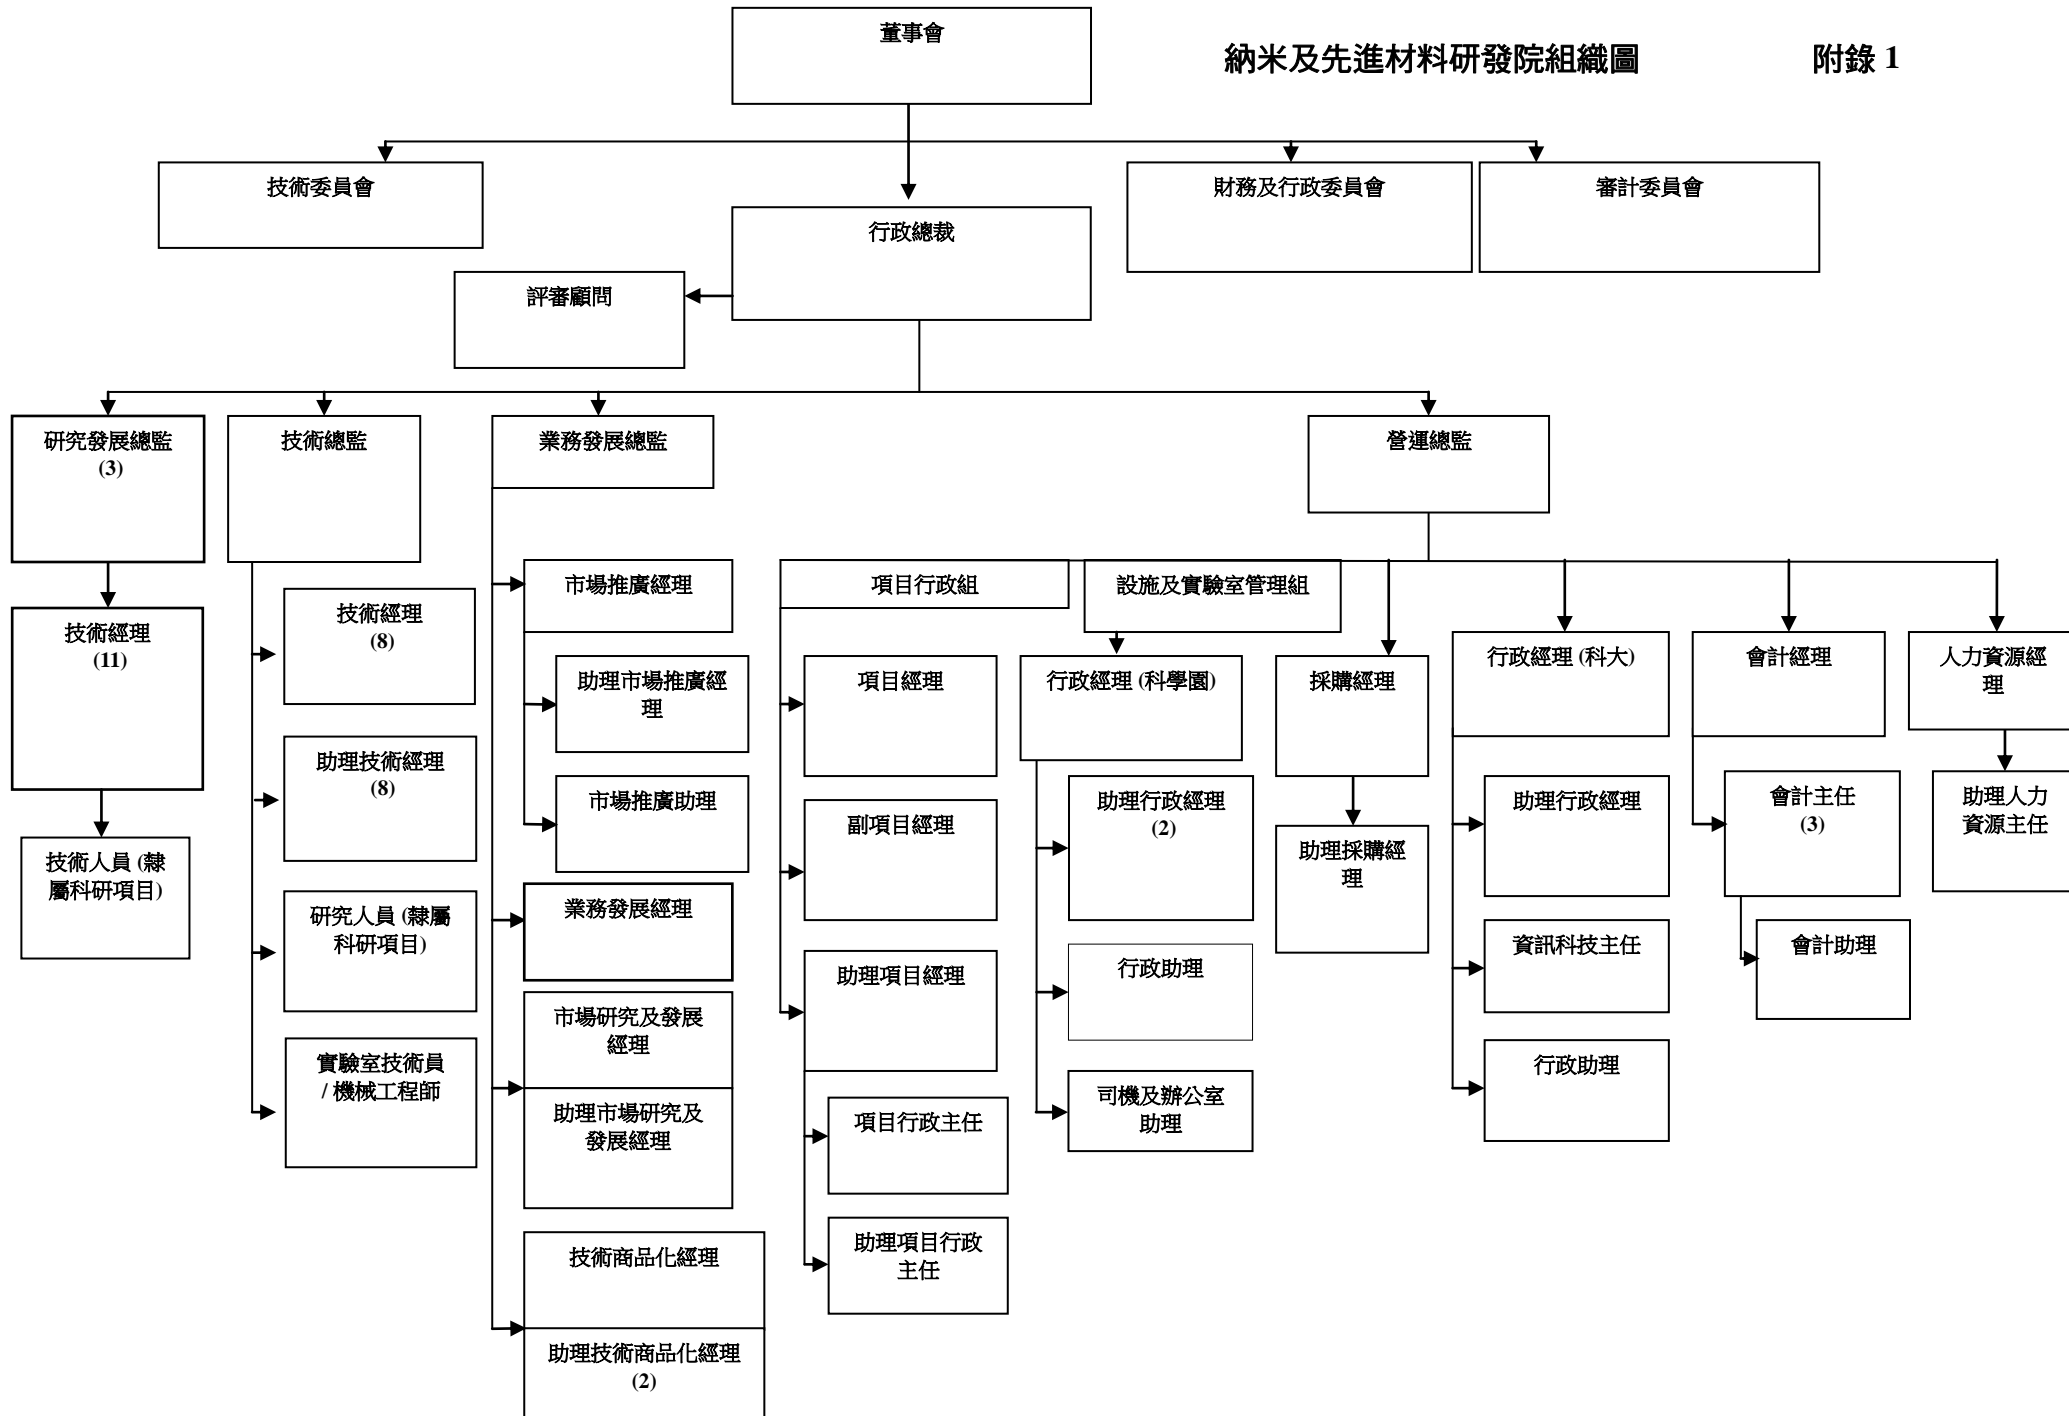 董事會
納米及先進材料研發院組織圖
附錄 1
技術委員會
財務及行政委員會
審計委員會
行政總裁
評審顧問
研究發展總監
(3)
技術總監
業務發展總監
營運總監
技術經理
(11)
技術人員 (隸
屬科研項目)
技術經理
(8)
助理技術經理
(8)
研究人員 (隸屬
科研項目)
實驗室技術員
/ 機械工程師
市場推廣經理
助理市場推廣經
理
市場推廣助理
業務發展經理
市場研究及發展
經理
助理市場研究及
發展經理
技術商品化經理
助理技術商品化經理
(2)
項目行政組
項目經理
副項目經理
助理項目經理
項目行政主任
助理項目行政
主任
設施及實驗室管理組
行政經理 (科學園)
助理行政經理
(2)
行政助理
司機及辦公室
助理
採購經理
助理採購經
理
行政經理 (科大)
助理行政經理
資訊科技主任
行政助理
會計經理
會計主任
(3)
會計助理
人力資源經
理
助理人力
資源主任